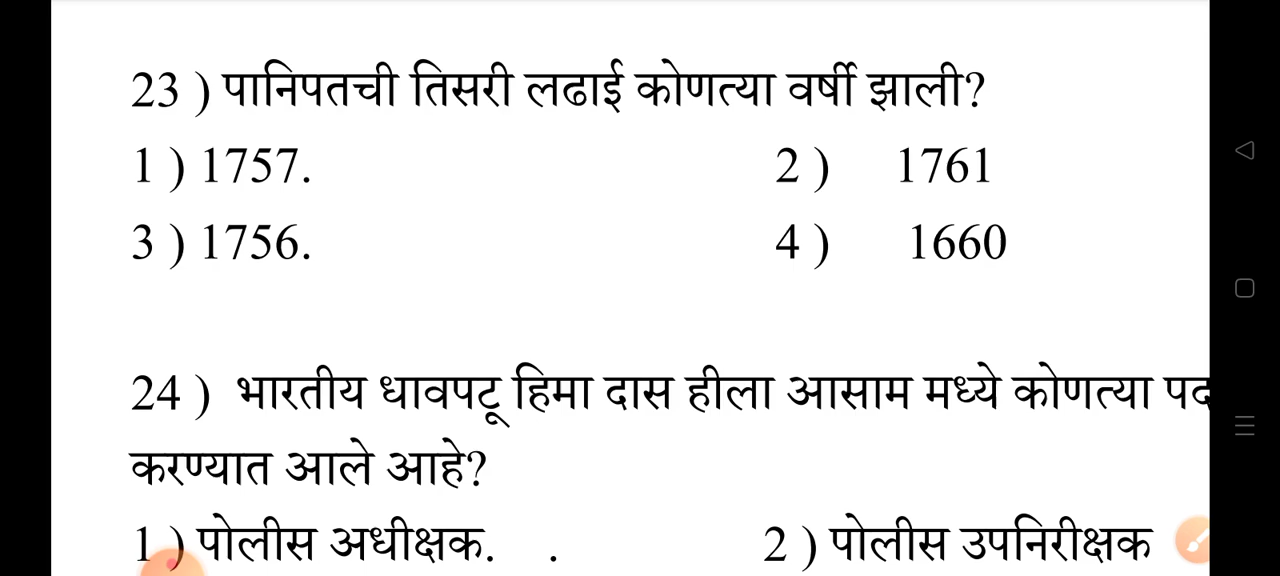 23 ) पानिपतची तिसरी लढाई कोणत्या वर्षी झाली?
1 ) 1757. 2 ) 1761
3 ) 1756. 4 ) 1660
24 ) भारतीय धावपटू हिमा दास हीला आसाम मध्ये कोणत्या पद
करण्यात आले आहे?
1 ) पोलीस अधीक्षक. . 2 ) पोलीस उपनिरीक्षक